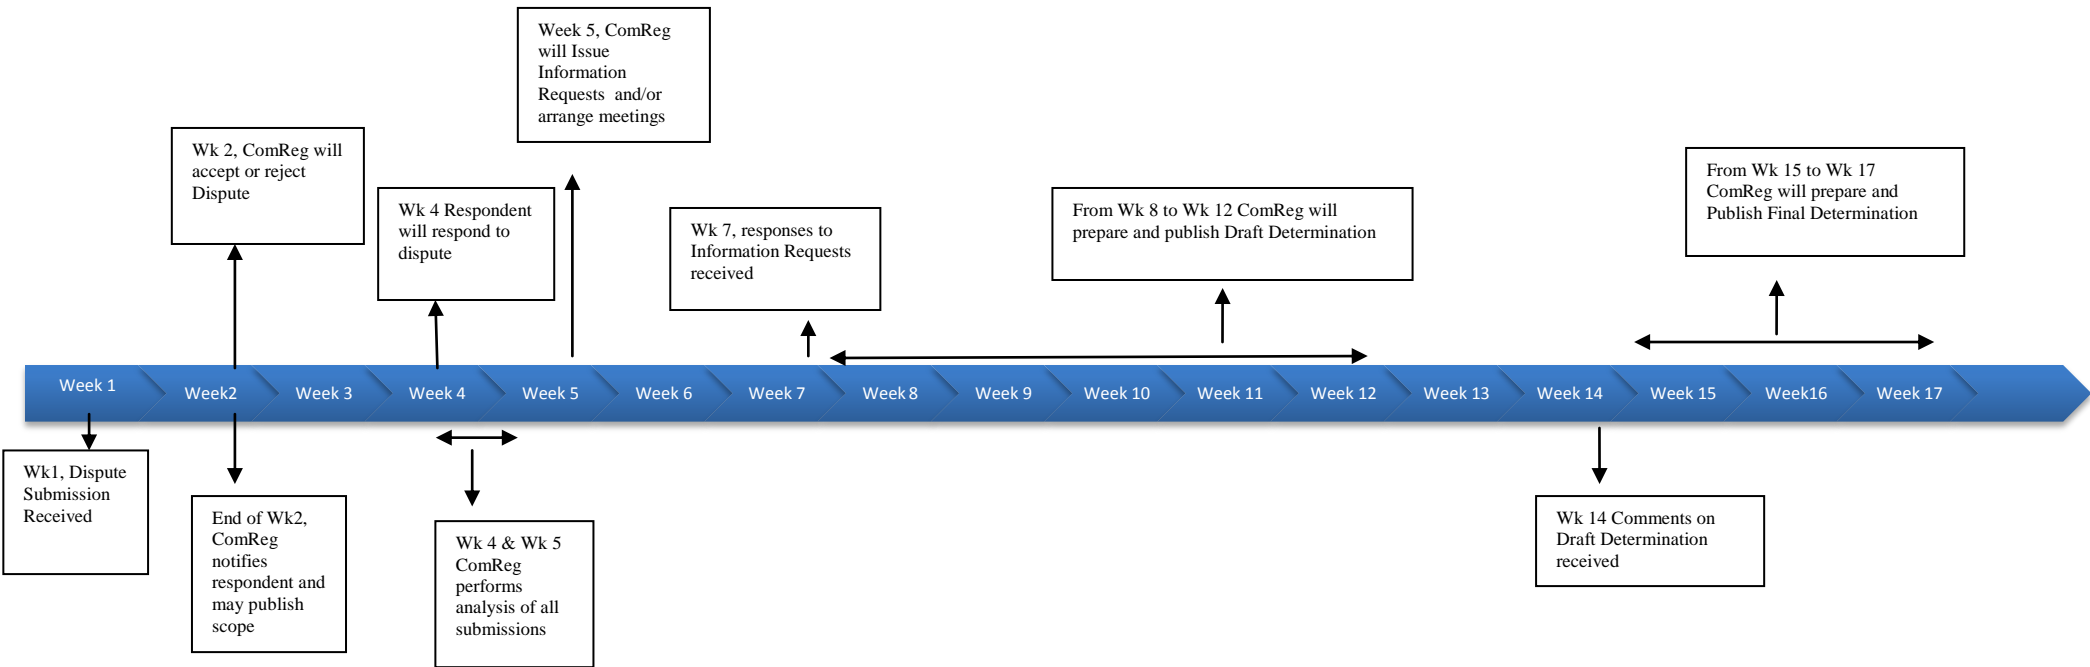 Week 5, ComReg
will Issue
Information
Requests and/or
arrange meetings
Wk 2, ComReg will
accept or reject
Dispute
Wk 4 Respondent
will respond to
dispute
Wk 7, responses to
Information Requests
received
From Wk 8 to Wk 12 ComReg will
prepare and publish Draft Determination
From Wk 15 to Wk 17
ComReg will prepare and
Publish Final Determination
Week 1
Week2
Week 3
Week 4
Week 5
Week 6
Week 7
Week 8
Week 9
Week 10
Week 11
Week 12
Week 13
Week 14
Week 15
Week16
Week 17
Wk1, Dispute
Submission
Received
End of Wk2,
ComReg
notifies
respondent and
may publish
scope
Wk 4 & Wk 5
ComReg
performs
analysis of all
submissions
Wk 14 Comments on
Draft Determination
received